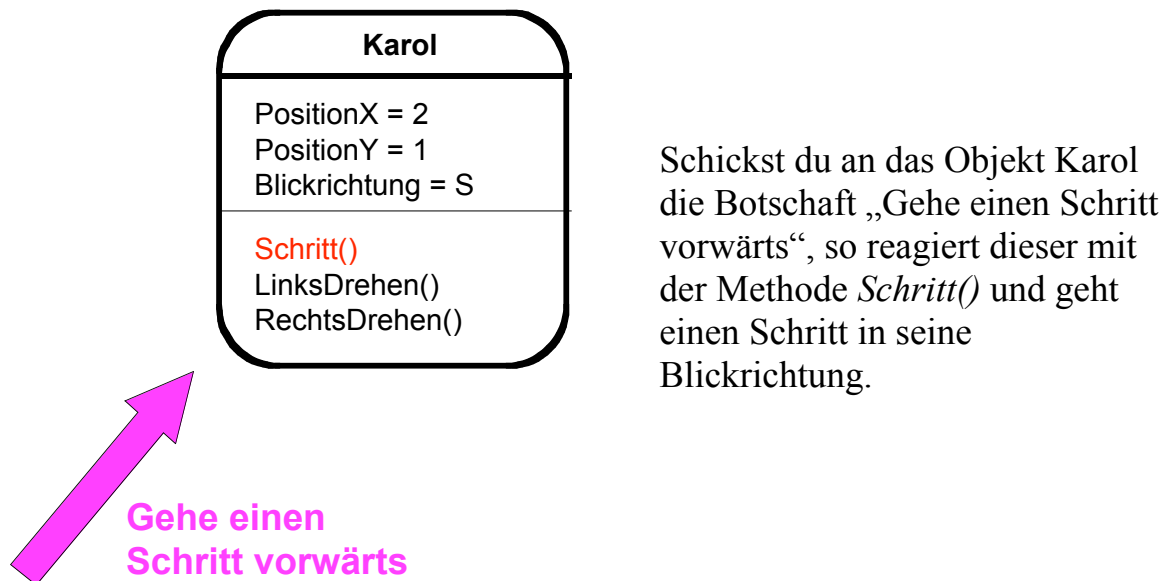 Karol
PositionX = 2
PositionY = 1
Blickrichtung = S
Schritt()
LinksDrehen()
RechtsDrehen()
Gehe einen
Schritt vorwärts
Schickst du an das Objekt Karol
die Botschaft „Gehe einen Schritt
vorwärts“, so reagiert dieser mit
der Methode Schritt() und geht
einen Schritt in seine
Blickrichtung.